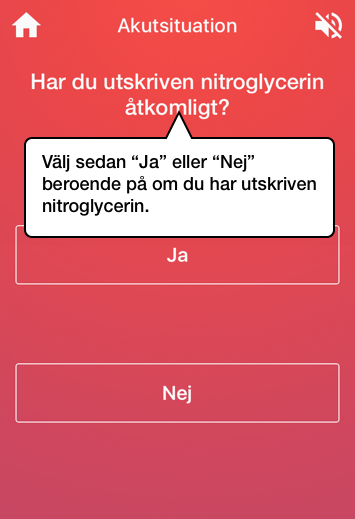 Akutsituation
Har du utskriven nitroglycerin
åtkomligt?
Välj sedan “Ja” eller “Nej”
beroende på om du har utskriven
nitroglycerin.
Ja
Nej